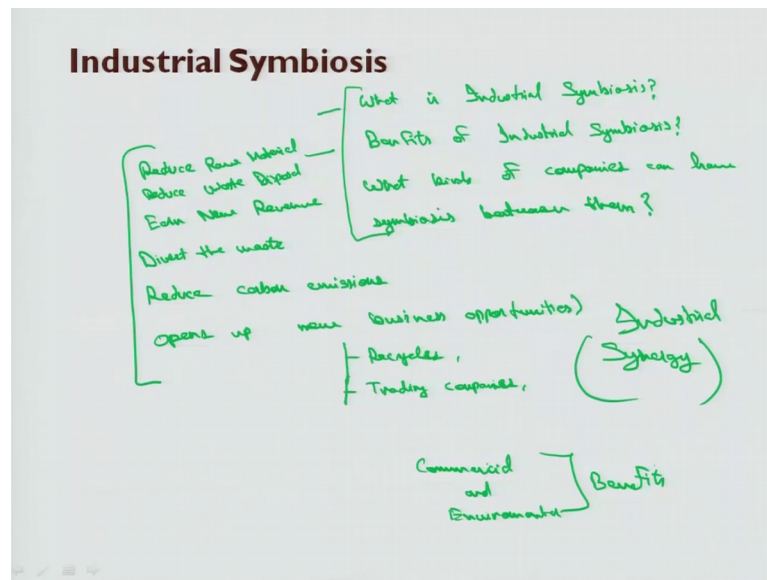 Industrial Symbiosis
What is Industrial Symbiosis?
Benfits of Industrial Symbiosis?
What kinds of companies can have
symbiosis between them?
Reduce Raw Material
Reduce Waste Disposal
Earn New Revenue
Divert the waste
Reduce carbon emissions
opens up new business opportunities)
Recycles,
Trading companies,
Industrial
(Synergy)
Commercial
and
Environmental
Benefits